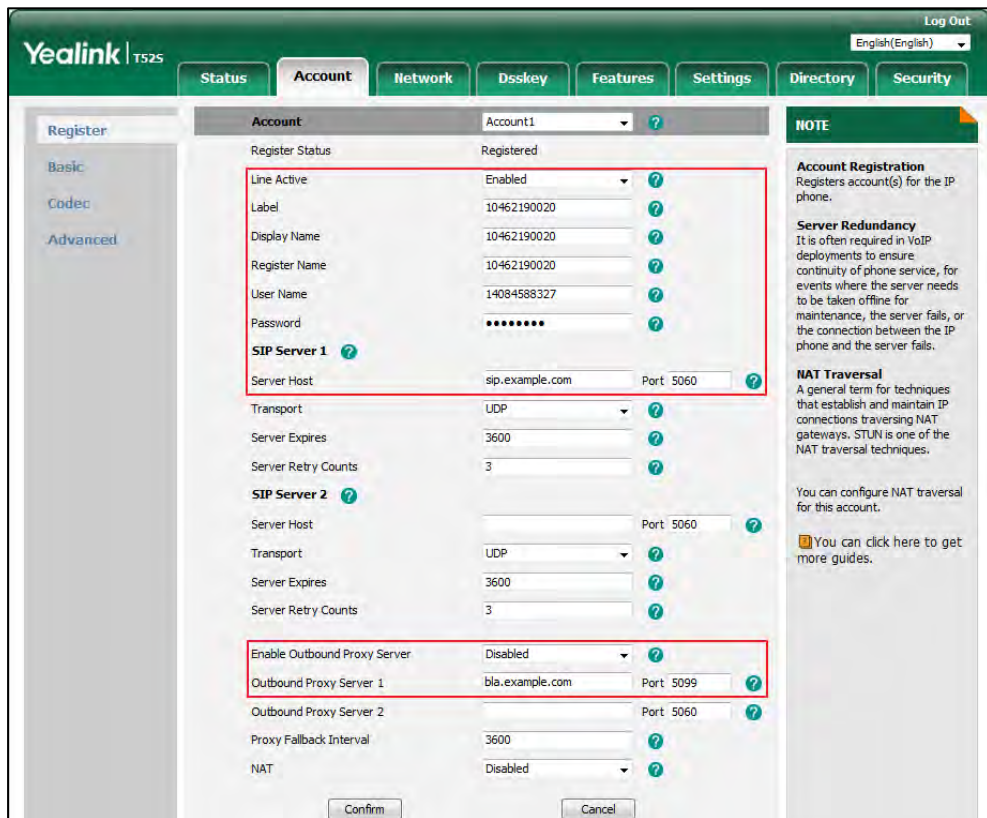 Log Out
Yealink | T52S
English(English)
Status Account Network Dsskey Features Settings Directory Security
Register
Basic
Codec
Advanced
Account Account1
Register Status Registered
Line Active Enabled
Label 10462190020
Display Name 10462190020
Register Name 10462190020
User Name 14084588327
Password ••••••••
SIP Server 1
Server Host sip.example.com Port 5060
Transport UDP
Server Expires 3600
Server Retry Counts 3
SIP Server 2
Server Host Port 5060
Transport UDP
Server Expires 3600
Server Retry Counts 3
Enable Outbound Proxy Server Disabled
Outbound Proxy Server 1 bla.example.com Port 5099
Outbound Proxy Server 2 Port 5060
Proxy Fallback Interval 3600
NAT Disabled
Confirm Cancel
NOTE
Account Registration
Registers account(s) for the IP
phone.
Server Redundancy
It is often required in VoIP
deployments to ensure
continuity of phone service, for
events where the server needs
to be taken offline for
maintenance, the server fails, or
the connection between the IP
phone and the server fails.
NAT Traversal
A general term for techniques
that establish and maintain IP
connections traversing NAT
gateways. STUN is one of the
NAT traversal techniques.
You can configure NAT traversal
for this account.
You can click here to get
more guides.